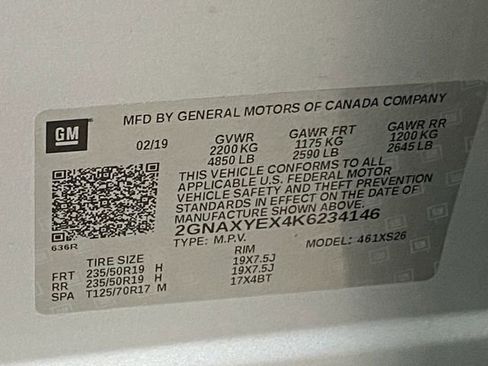 MFD BY GENERAL MOTORS OF CANADA COMPANY
GM
02/19 GVWR GAWR FRT GAWR RR
2200 KG 1175 KG 1200 KG
4850 LB 2590 LB 2645 LB
THIS VEHICLE CONFORMS TO ALL
APPLICABLE U.S. FEDERAL MOTOR
VEHICLE SAFETY AND THEFT PREVENTION
STANDARDS IN EFFECT ON THE DATE OF
MANUFACTURE SHOWN ABOVE.
2GNAXYEX4K6234146
TYPE: M.P.V. MODEL: 461XS26
636R
TIRE SIZE RIM
FRT 235/50R19 H 19X7.5J
RR 235/50R19 H 19X7.5J
SPA T125/70R17 M 17X4BT